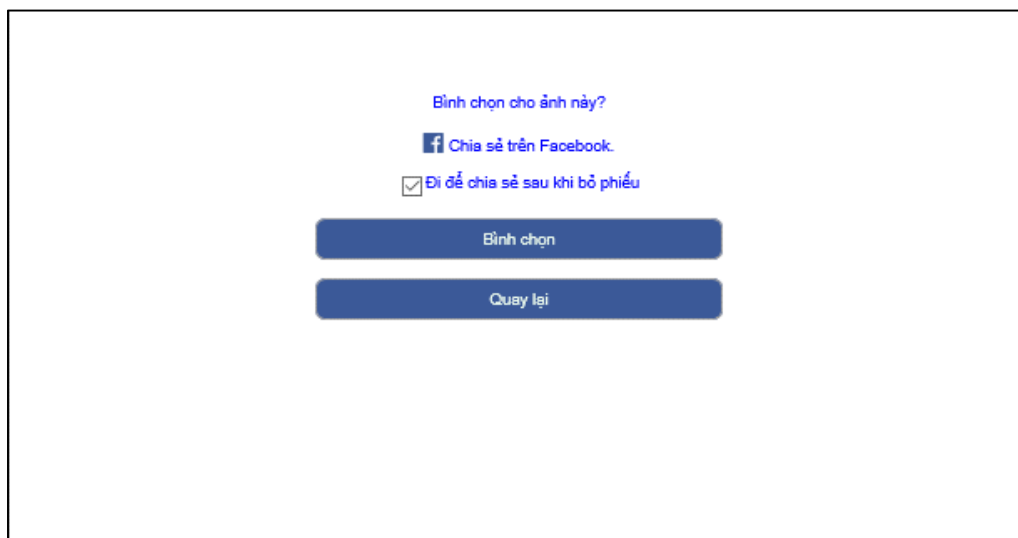 Bình chọn cho ảnh này?
Chia sẻ trên Facebook.
Đi để chia sẻ sau khi bỏ phiếu
Bình chọn
Quay lại